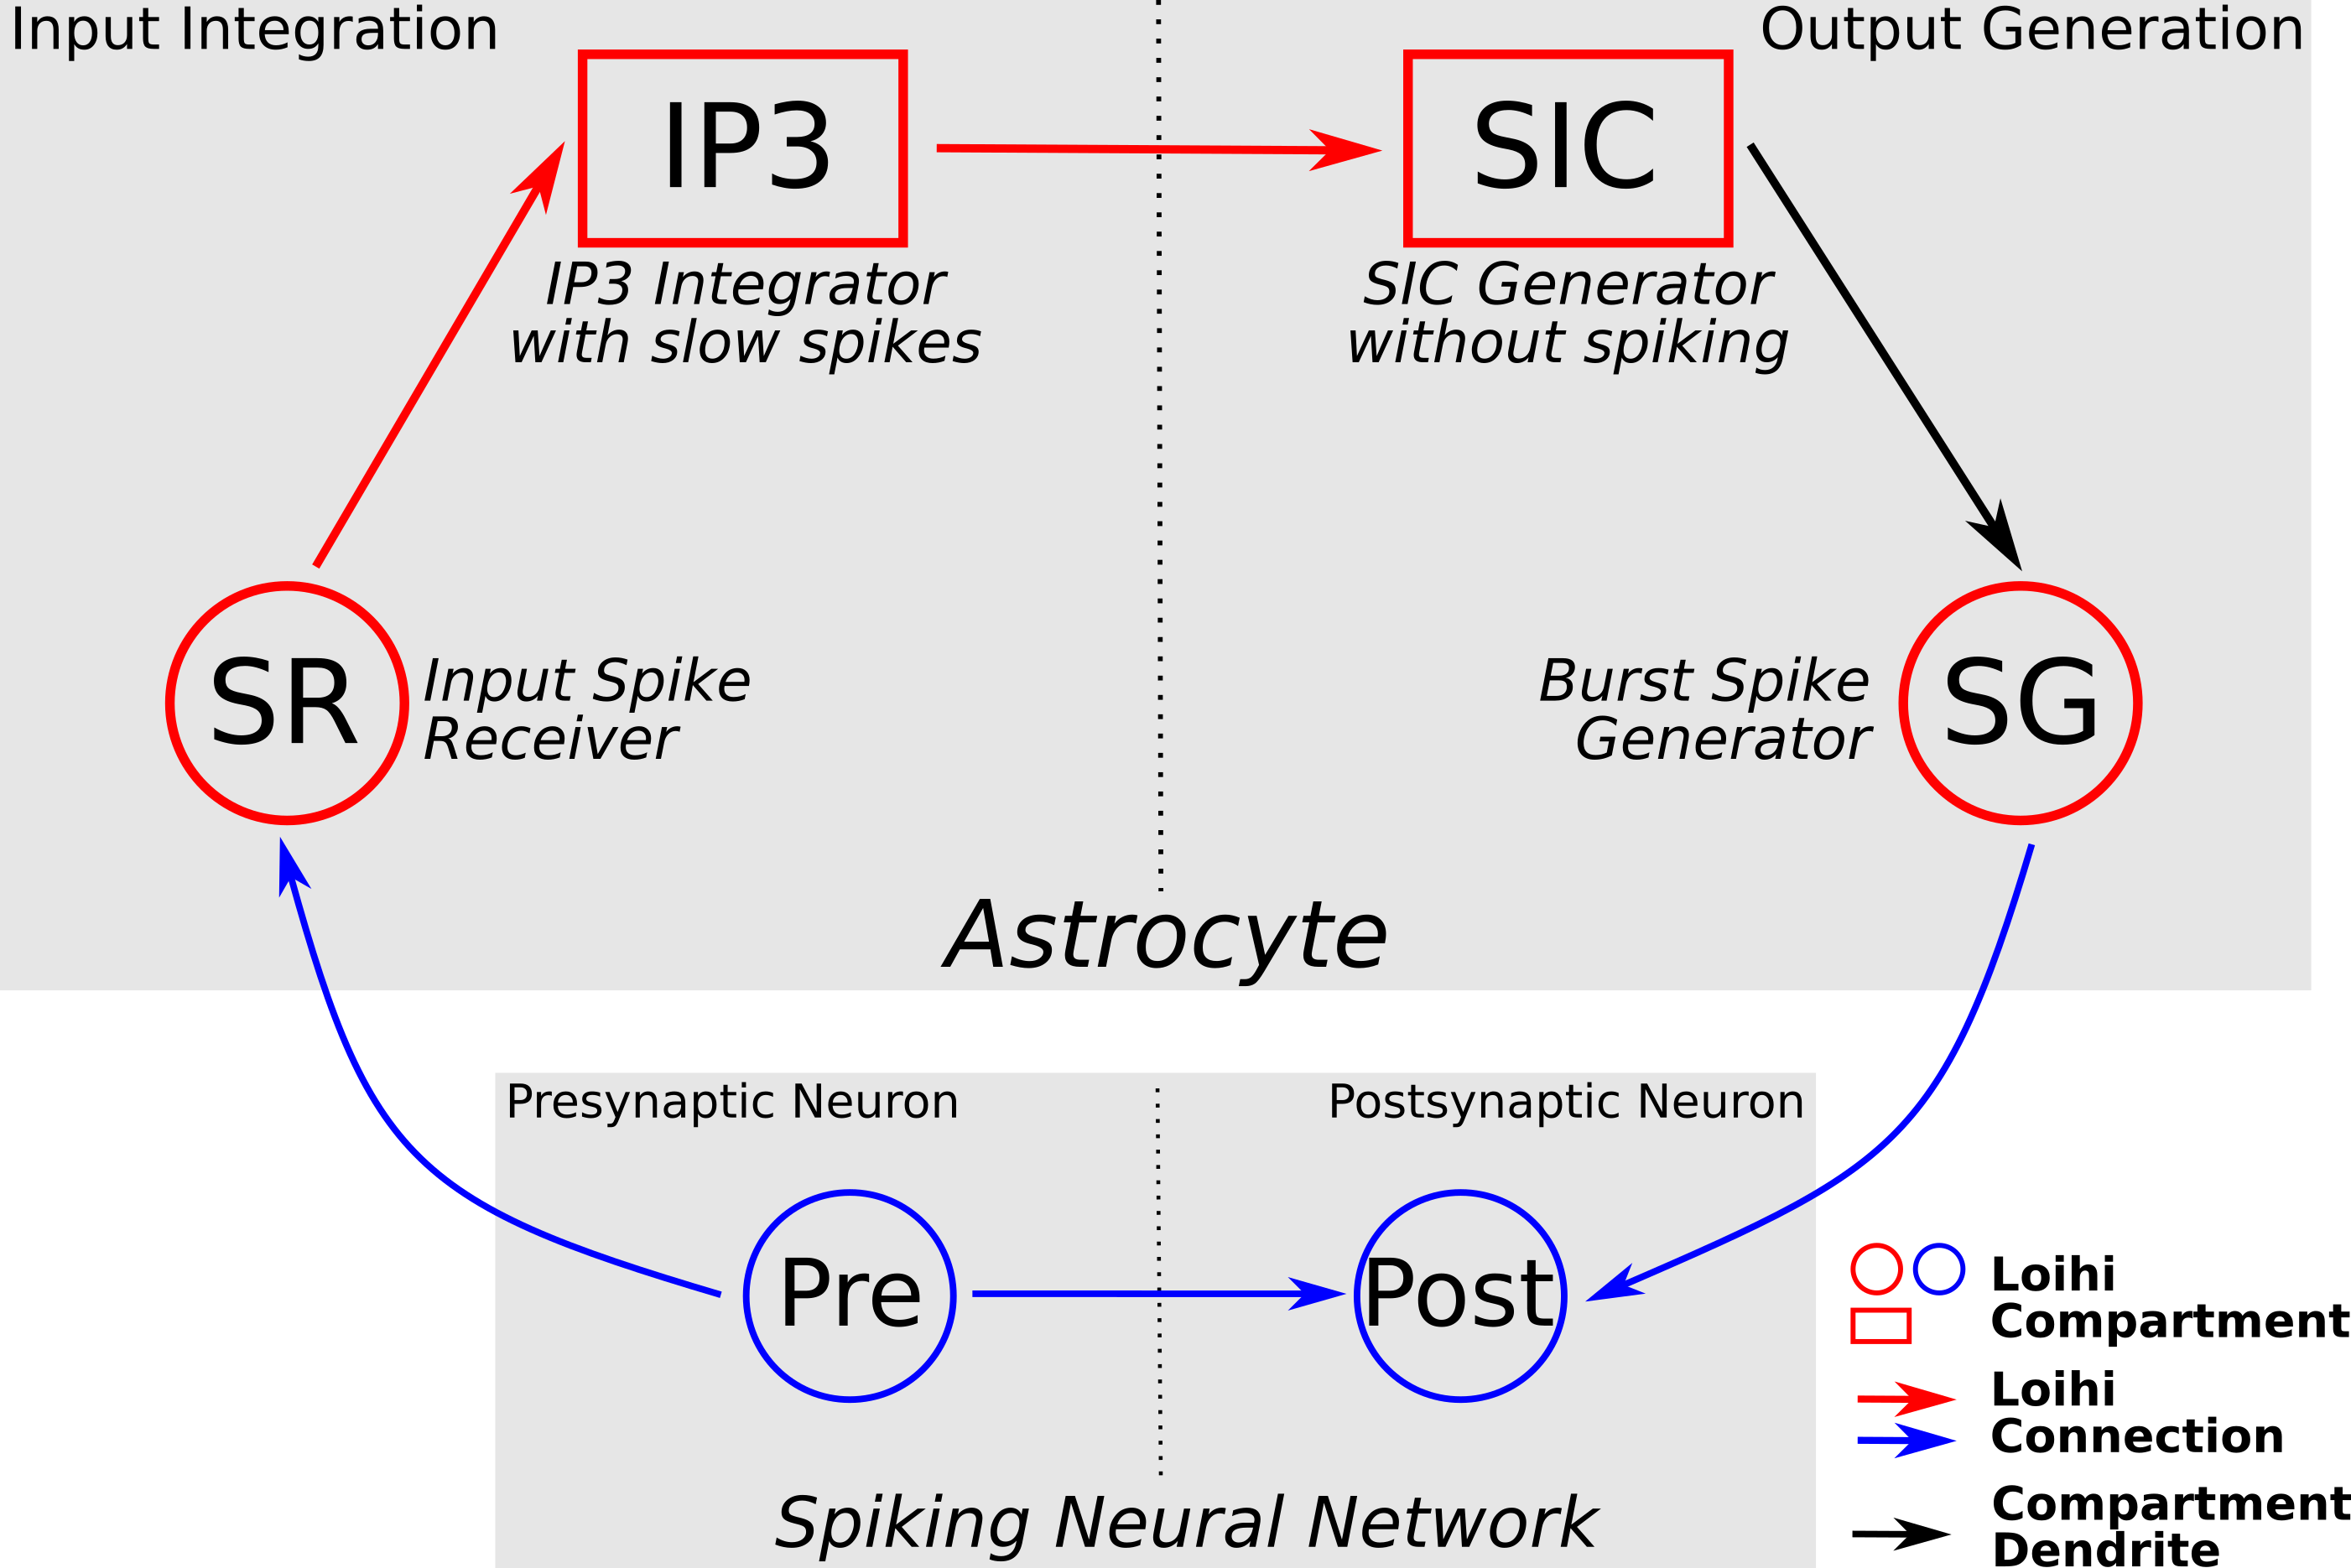 Input Integration
Output Generation
IP3
SIC
IP3 Integrator
with slow spikes
SIC Generator
without spiking
SR
Input Spike
Receiver
Burst Spike
Generator
SG
Astrocyte
Presynaptic Neuron
Postsynaptic Neuron
Pre
Post
Spiking Neural Network
Loihi
Compartment
Loihi
Connection
Compartment
Dendrite